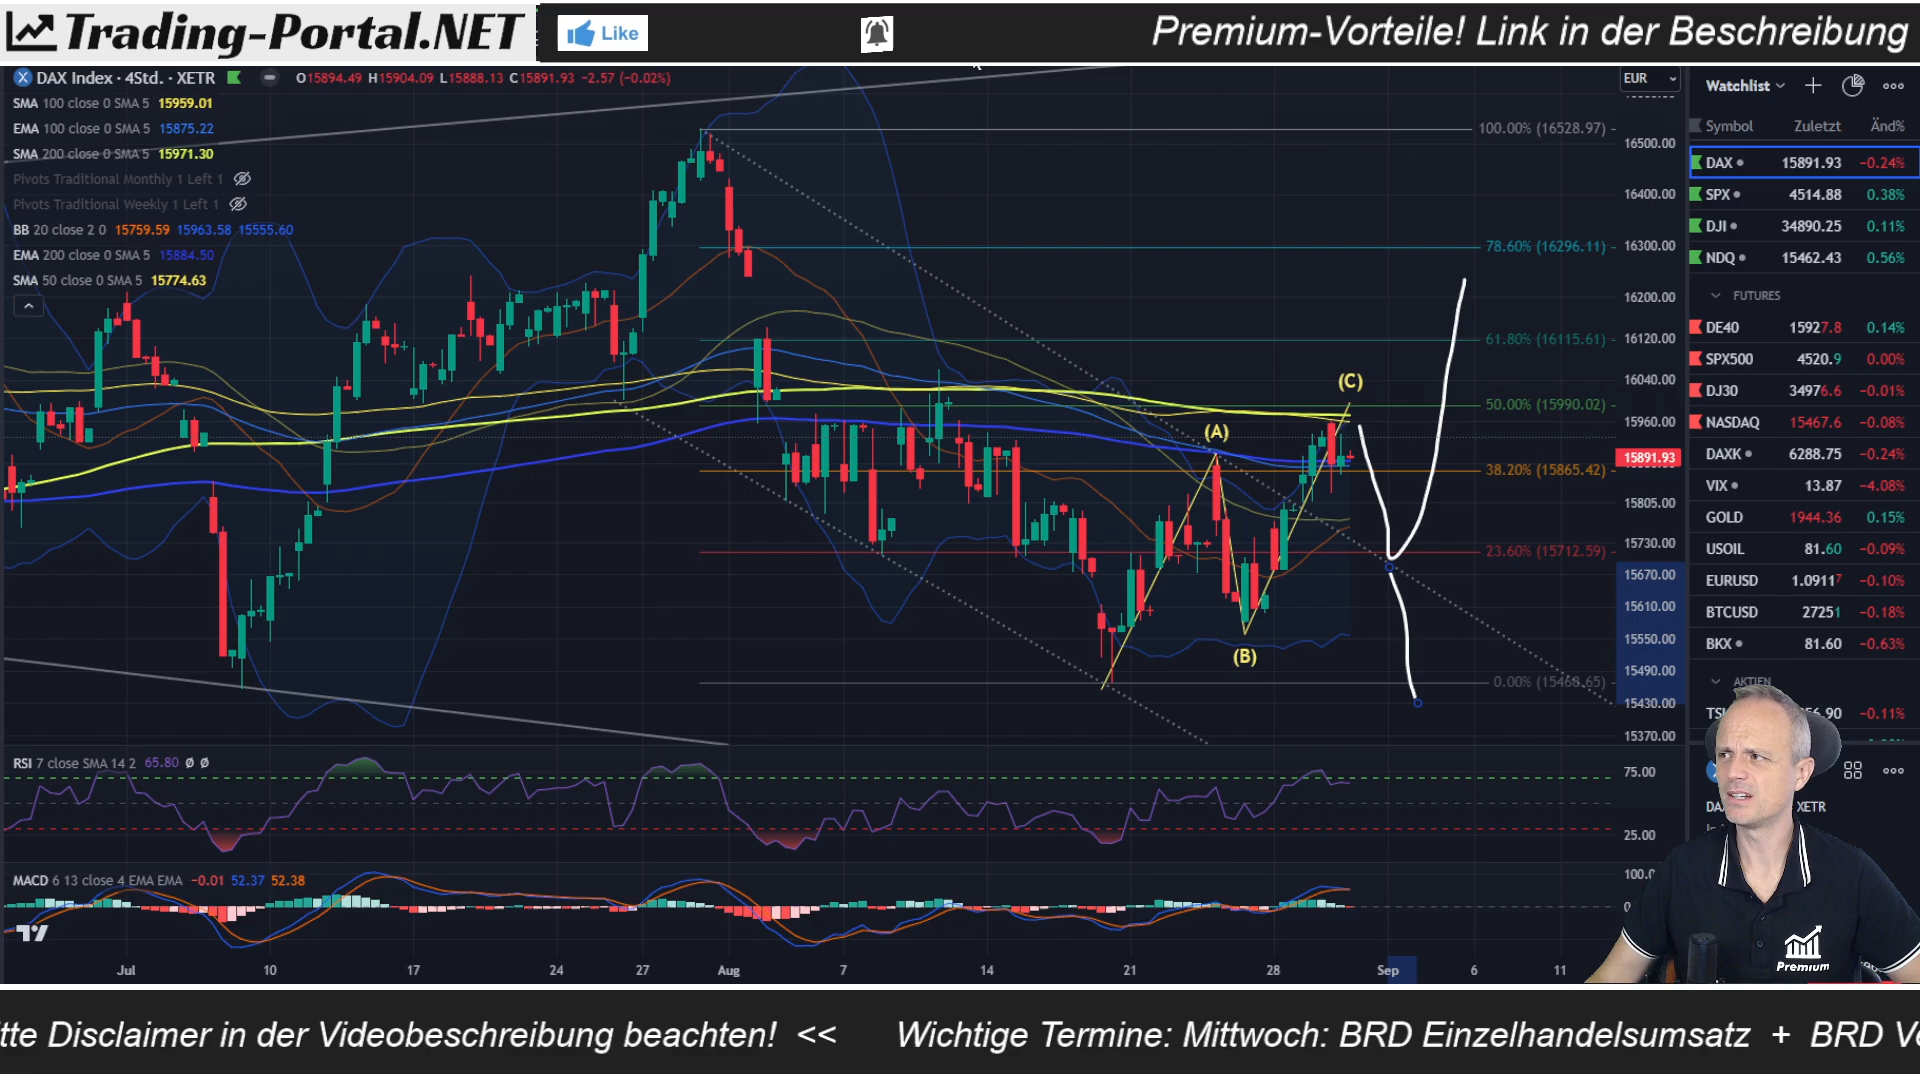 Trading-Portal.NET
Like
Premium-Vorteile! Link in der Beschreibung
DAX Index · 4Std. · XETR O15894.49 H15904.09 L15888.13 C15891.93 −2.57 (−0.02%)
SMA 100 close 0 SMA 5 15959.01
EMA 100 close 0 SMA 5 15875.22
SMA 200 close 0 SMA 5 15971.30
Pivots Traditional Monthly 1 Left 1
Pivots Traditional Weekly 1 Left 1
BB 20 close 2 0 15759.59 15963.58 15555.60
EMA 200 close 0 SMA 5 15884.50
SMA 50 close 0 SMA 5 15774.63
100.00% (16528.97)
78.60% (16296.11)
61.80% (16115.61)
50.00% (15990.02)
38.20% (15865.42)
23.60% (15712.59)
0.00% (15468.65)
(A)
(B)
(C)
EUR
16500.00
16400.00
16300.00
16200.00
16120.00
16040.00
15960.00
15891.93
15805.00
15730.00
15670.00
15610.00
15550.00
15490.00
15430.00
15370.00
RSI 7 close SMA 14 2 65.80 Ø Ø
75.00
25.00
MACD 6 13 close 4 EMA EMA −0.01 52.37 52.38
100.0
0
Jul 10 17 24 27 Aug 7 14 21 28 Sep 6 11
Watchlist
Symbol Zuletzt Änd%
DAX 15891.93 −0.24%
SPX 4514.88 0.38%
DJI 34890.25 0.11%
NDQ 15462.43 0.56%
FUTURES
DE40 15927.8 0.14%
SPX500 4520.9 0.00%
DJ30 34976.6 −0.01%
NASDAQ 15467.6 −0.08%
DAXK 6288.75 −0.24%
VIX 13.87 −4.08%
GOLD 1944.36 0.15%
USOIL 81.60 −0.09%
EURUSD 1.09117 −0.10%
BTCUSD 27251 −0.18%
BKX 81.60 −0.63%
AKTIEN
TSL 56.90 −0.11%
DA XETR
Premium
tte Disclaimer in der Videobeschreibung beachten! << Wichtige Termine: Mittwoch: BRD Einzelhandelsumsatz + BRD Ve